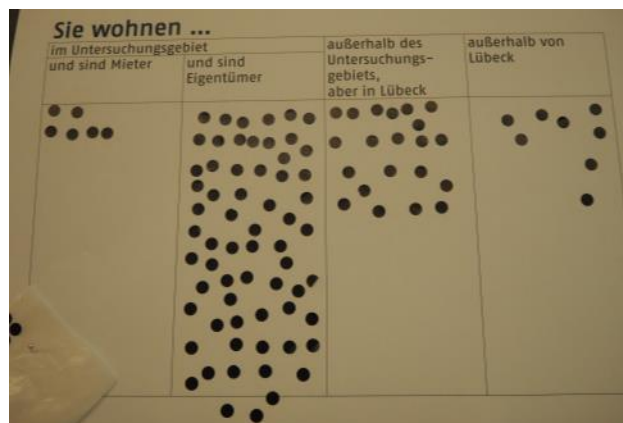 Sie wohnen ...
im Untersuchungsgebiet
und sind Mieter
und sind
Eigentümer
außerhalb des
Untersuchungs-
gebiets,
aber in Lübeck
außerhalb von
Lübeck